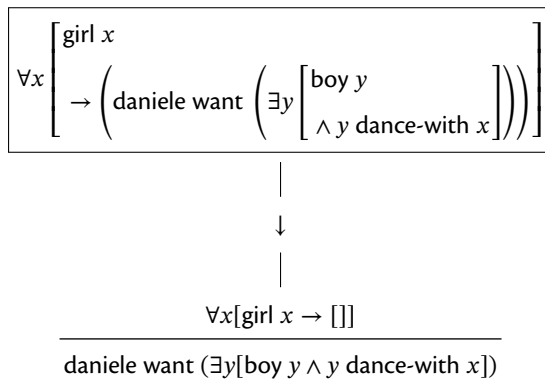 ∀x [girl x
→ (daniele want (∃y [boy y
∧ y dance-with x]))]
↓
∀x[girl x → []]
daniele want (∃y[boy y ∧ y dance-with x])